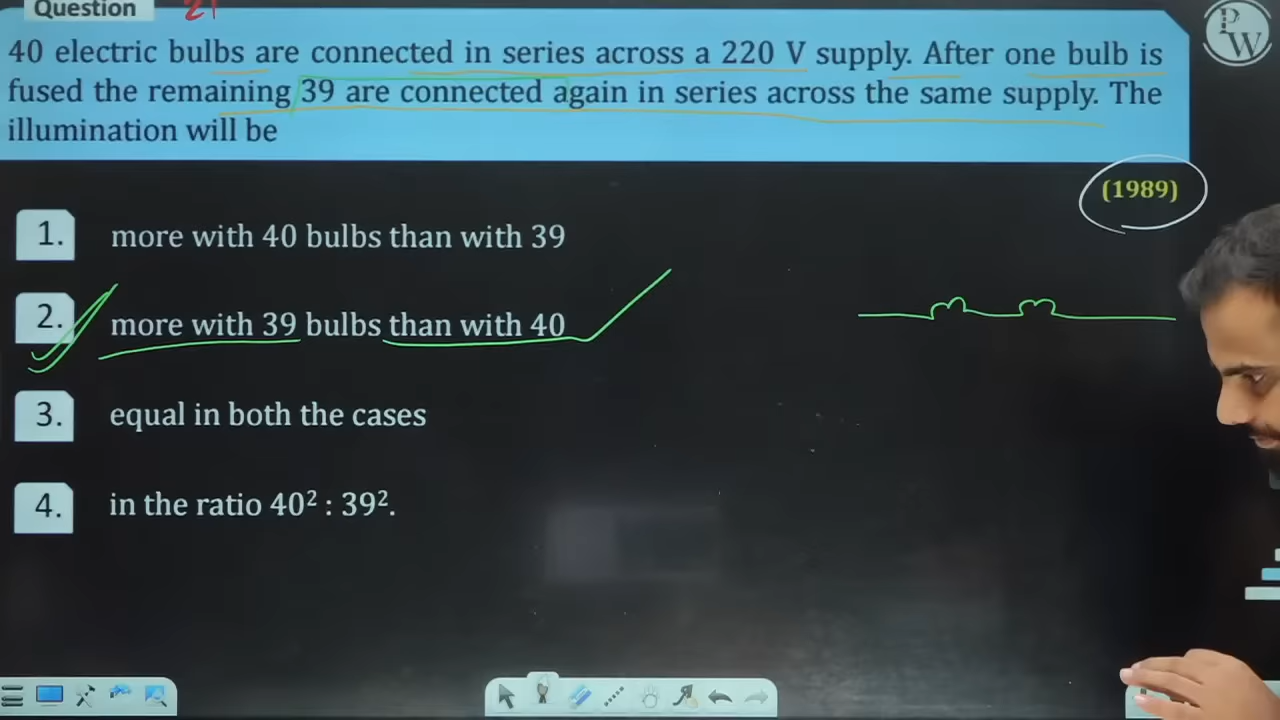 Question 21
40 electric bulbs are connected in series across a 220 V supply. After one bulb is
fused the remaining 39 are connected again in series across the same supply. The
illumination will be
(1989)
1. more with 40 bulbs than with 39
2. more with 39 bulbs than with 40
3. equal in both the cases
4. in the ratio 40² : 39².
PW